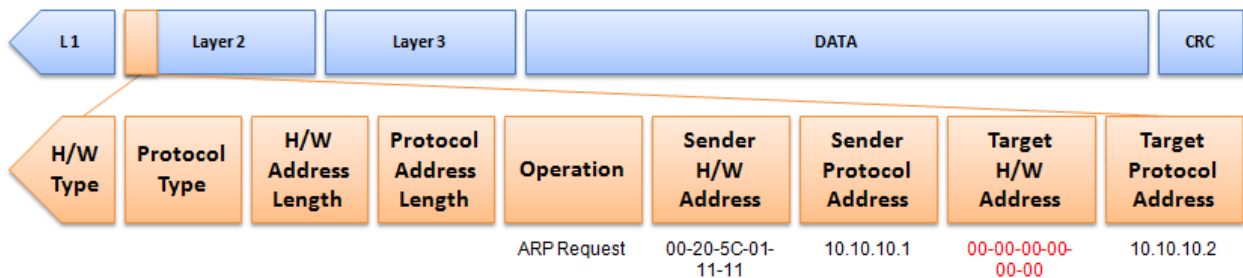 L 1
Layer 2
Layer 3
DATA
CRC
H/W
Type
Protocol
Type
H/W
Address
Length
Protocol
Address
Length
Operation
Sender
H/W
Address
Sender
Protocol
Address
Target
H/W
Address
Target
Protocol
Address
ARP Request
00-20-5C-01-
11-11
10.10.10.1
00-00-00-00-
00-00
10.10.10.2